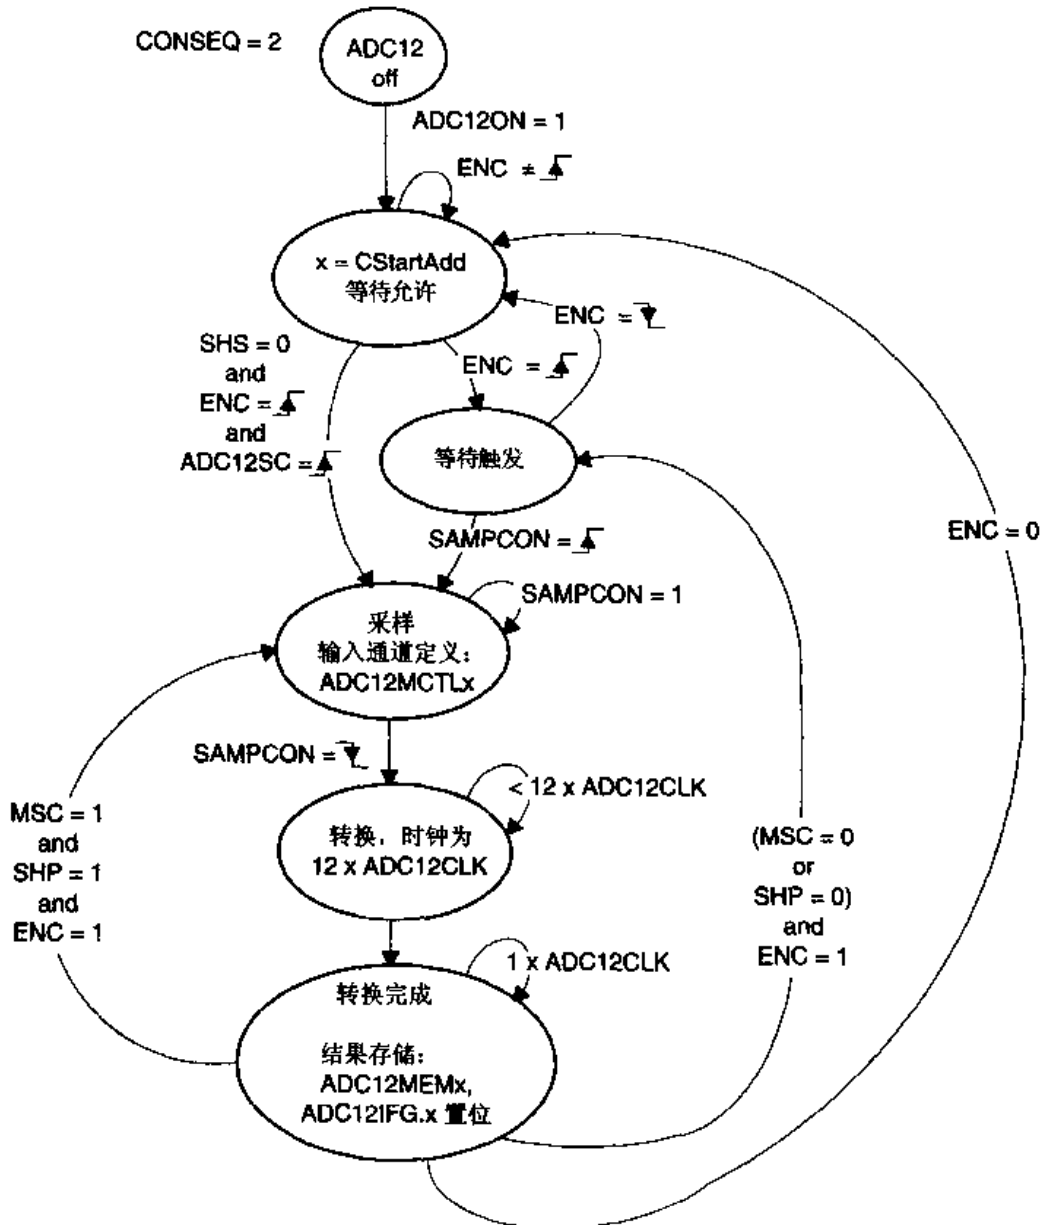 CONSEQ = 2
ADC12
off
ADC12ON = 1
ENC ≠
x = CStartAdd
等待允许
ENC =
SHS = 0
and
ENC =
and
ADC12SC =
ENC =
等待触发
SAMPCON =
ENC = 0
SAMPCON = 1
采样
输入通道定义:
ADC12MCTLx
SAMPCON =
< 12 x ADC12CLK
转换, 时钟为
12 x ADC12CLK
MSC = 1
and
SHP = 1
and
ENC = 1
(MSC = 0
or
SHP = 0)
and
ENC = 1
1 x ADC12CLK
转换完成
结果存储:
ADC12MEMx,
ADC12IFG.x 置位